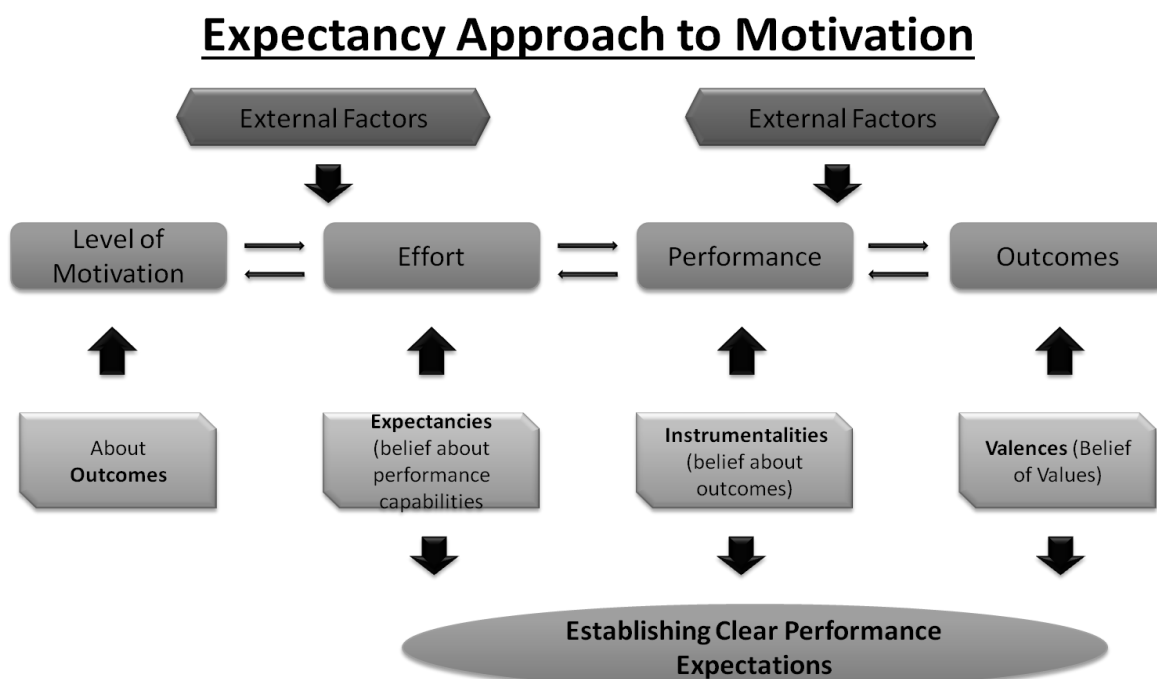 Expectancy Approach to Motivation
External Factors
External Factors
Level of
Motivation
Effort
Performance
Outcomes
About
Outcomes
Expectancies
(belief about
performance
capabilities
Instrumentalities
(belief about
outcomes)
Valences (Belief
of Values)
Establishing Clear Performance
Expectations